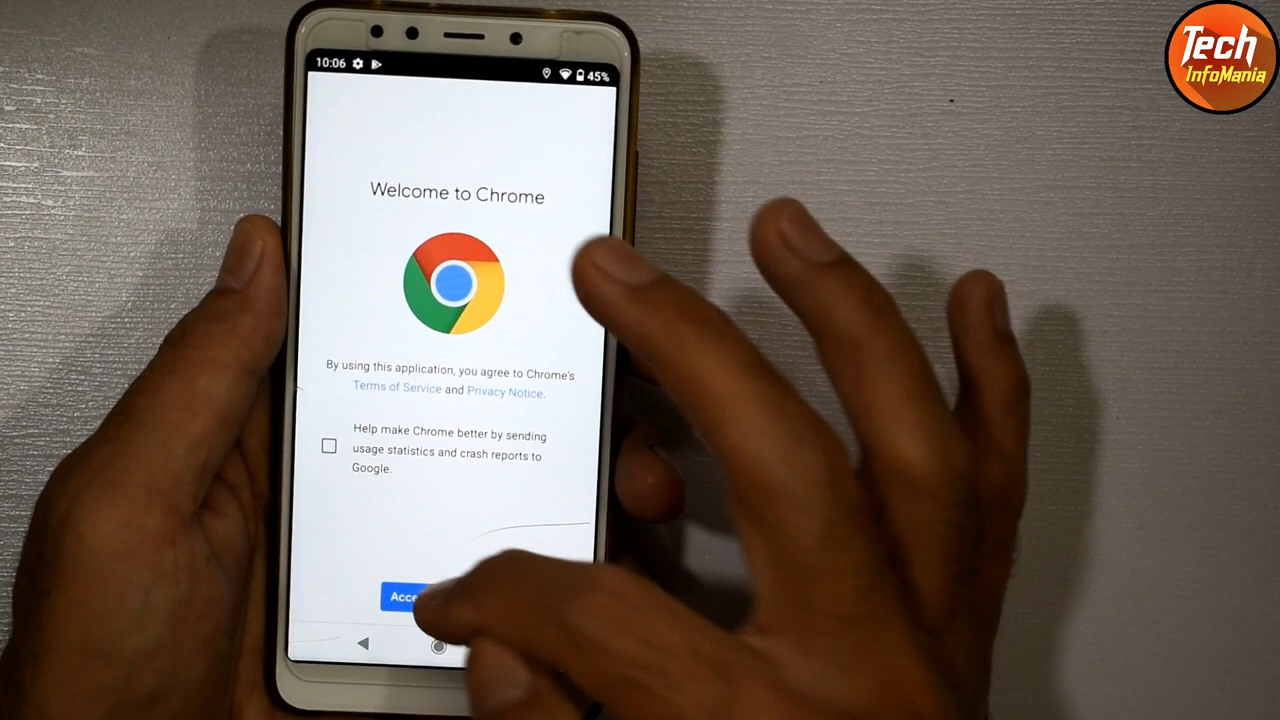 Tech
InfoMania
10:06
45%
Welcome to Chrome
By using this application, you agree to Chrome's
Terms of Service and Privacy Notice.
Help make Chrome better by sending
usage statistics and crash reports to
Google.